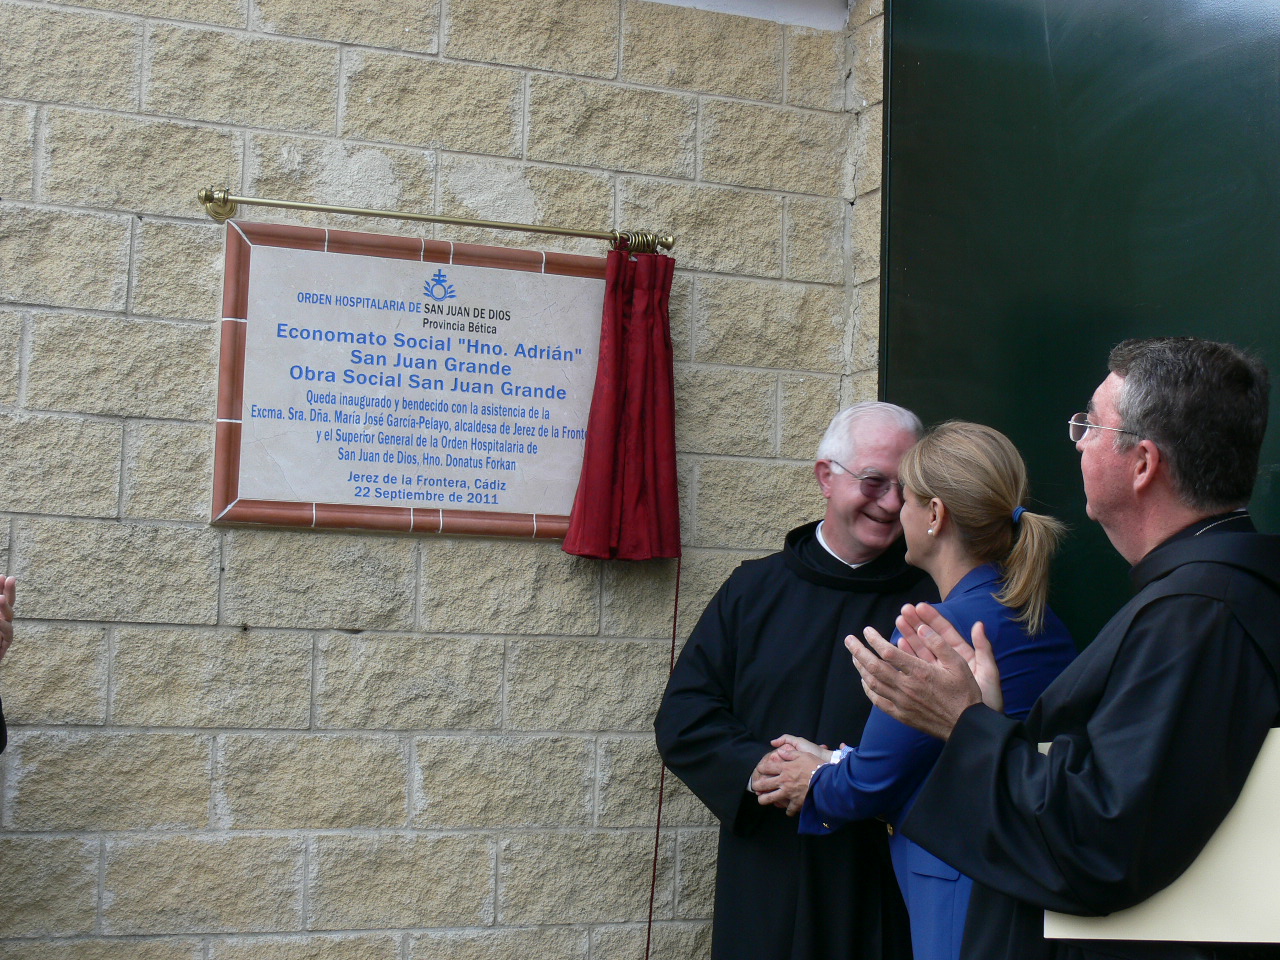 ORDEN HOSPITALARIA DE SAN JUAN DE DIOS
Provincia Bética
Economato Social "Hno. Adrián"
San Juan Grande
Obra Social San Juan Grande
Queda inaugurado y bendecido con la asistencia de la
Excma. Sra. Dña. María José García-Pelayo, alcaldesa de Jerez de la Fronte
y el Superior General de la Orden Hospitalaria de
San Juan de Dios, Hno. Donatus Forkan
Jerez de la Frontera, Cádiz
22 Septiembre de 2011